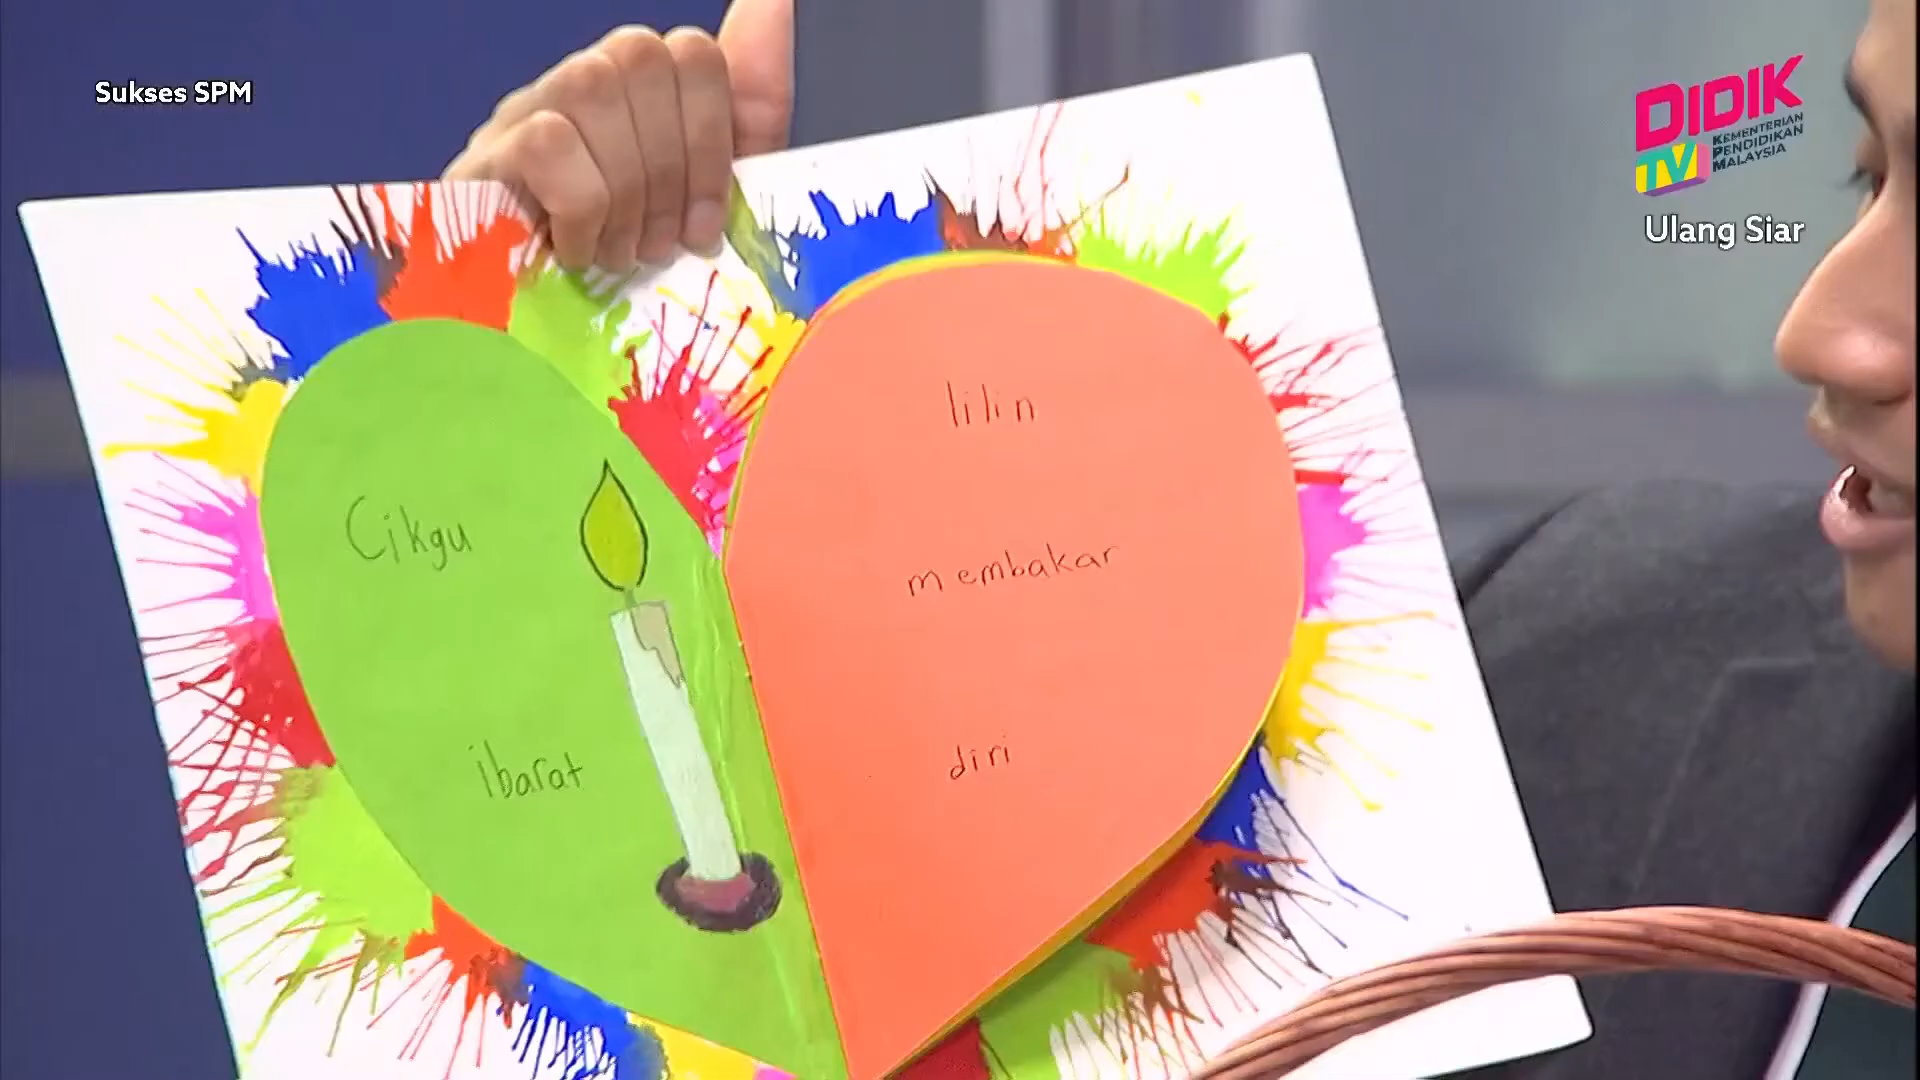 Sukses SPM
DIDIK
TV
KEMENTERIAN
PENDIDIKAN
MALAYSIA
Ulang Siar
Cikgu
ibarat
lilin
membakar
diri